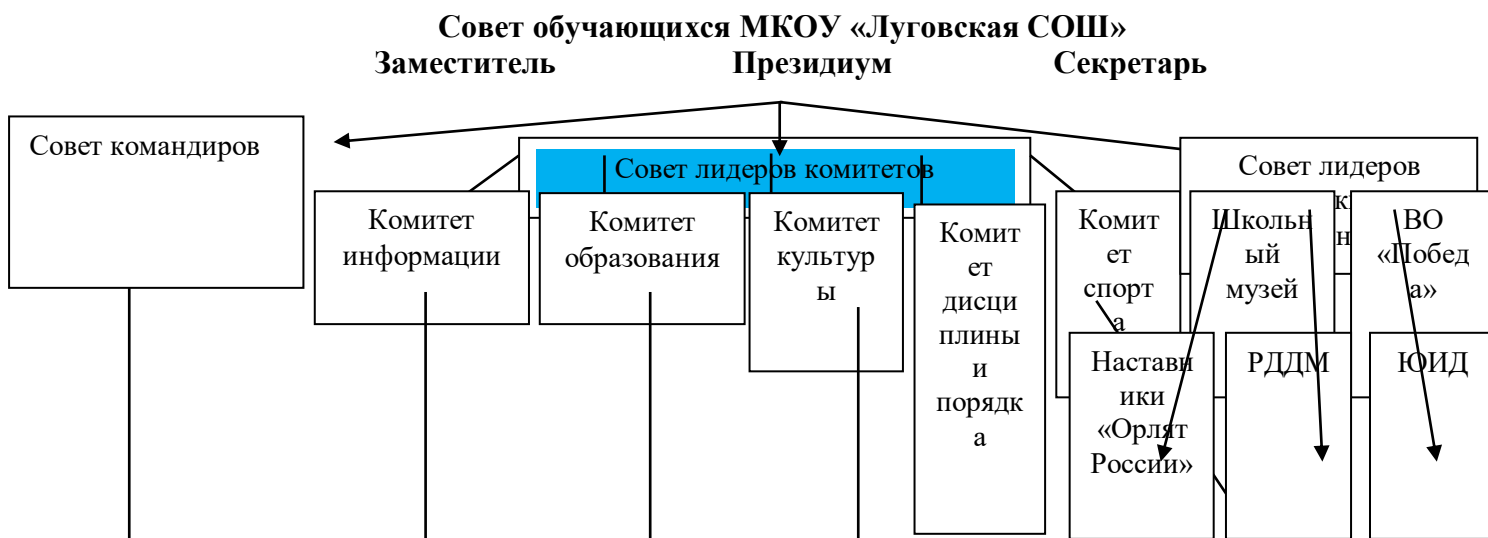 Совет обучающихся МКОУ «Луговская СОШ»
Заместитель Президиум Секретарь
Совет командиров
Совет лидеров комитетов
Совет лидеров
Комитет
информации
Комитет
образования
Комитет
культур
ы
Комит
ет
дисци
плины
и
порядк
а
Комит
ет
спорт
а
Школьн
ый
музей
ВО
«Побед
а»
Наставн
ики
«Орлят
России»
РДДМ
ЮИД